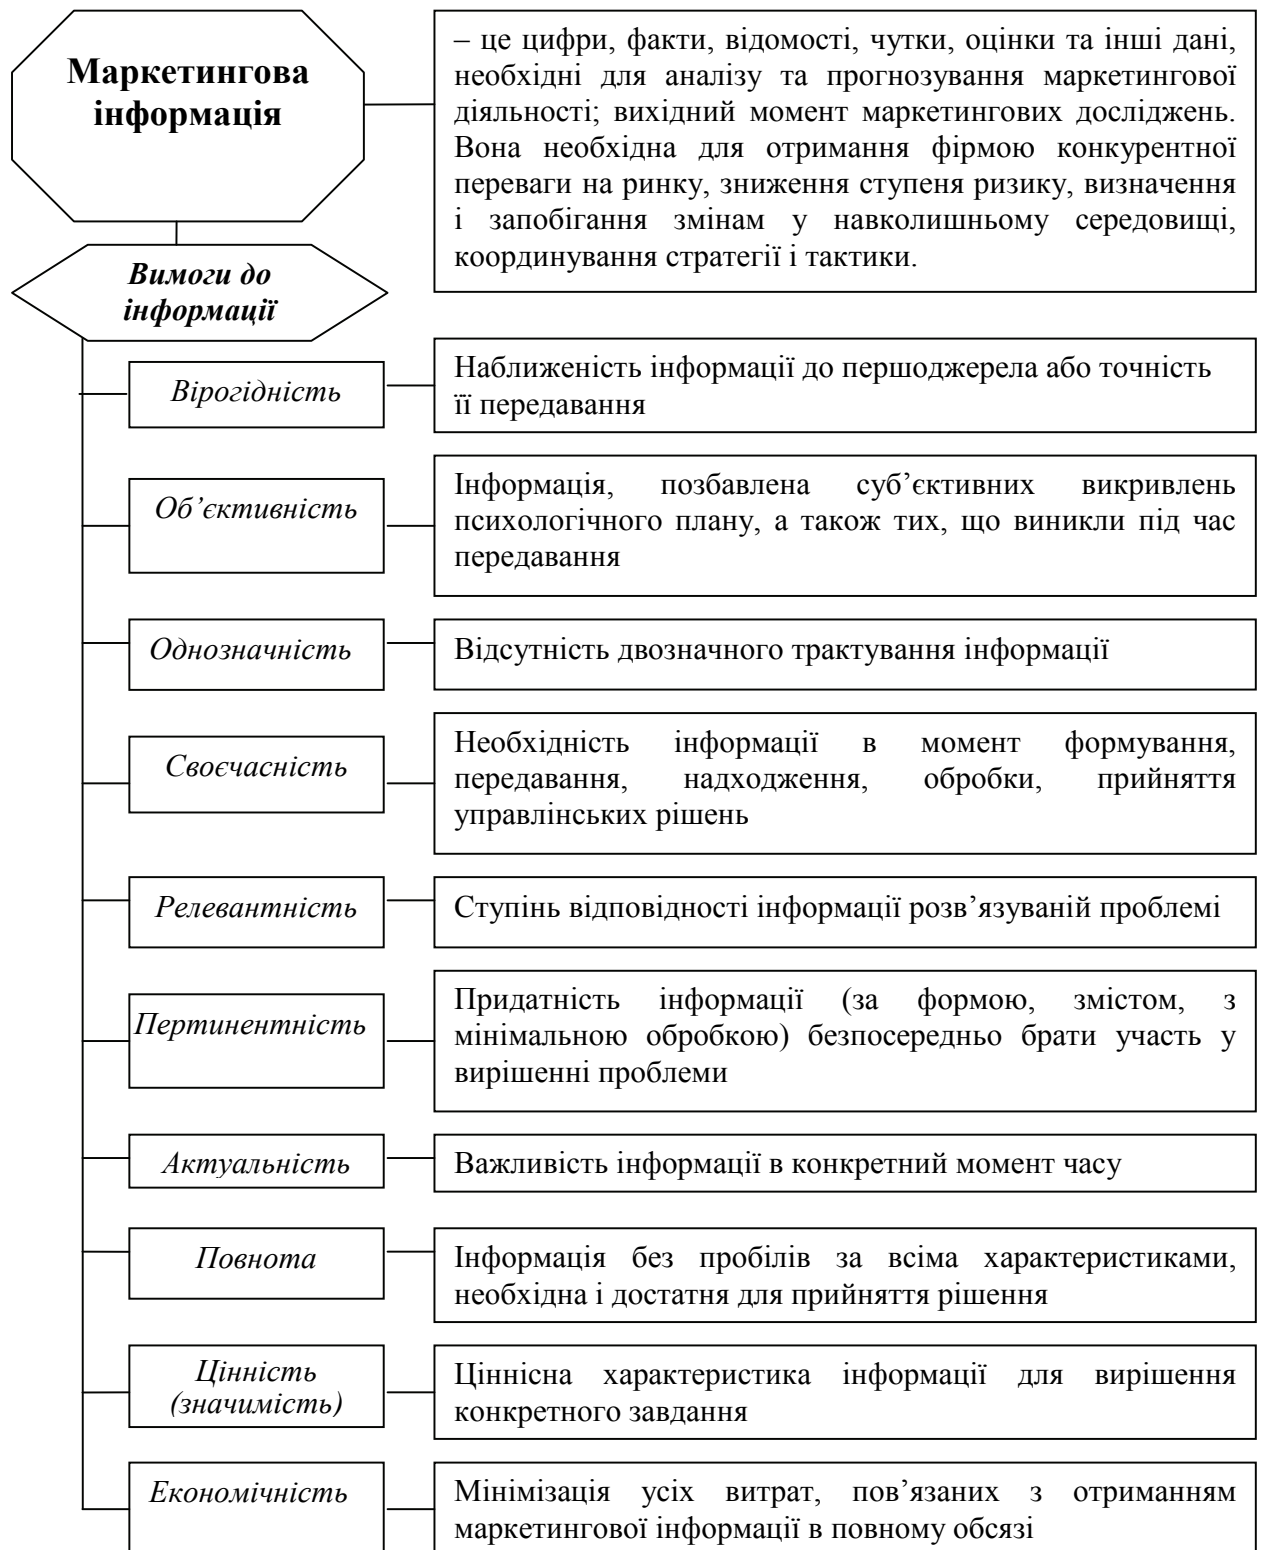 Маркетингова
інформація
– це цифри, факти, відомості, чутки, оцінки та інші дані,
необхідні для аналізу та прогнозування маркетингової
діяльності; вихідний момент маркетингових досліджень.
Вона необхідна для отримання фірмою конкурентної
переваги на ринку, зниження ступеня ризику, визначення
і запобігання змінам у навколишньому середовищі,
координування стратегії і тактики.
Вимоги до
інформації
Вірогідність
Наближеність інформації до першоджерела або точність
її передавання
Об’єктивність
Інформація, позбавлена суб’єктивних викривлень
психологічного плану, а також тих, що виникли під час
передавання
Однозначність
Відсутність двозначного трактування інформації
Своєчасність
Необхідність інформації в момент формування,
передавання, надходження, обробки, прийняття
управлінських рішень
Релевантність
Ступінь відповідності інформації розв’язуваній проблемі
Пертинентність
Придатність інформації (за формою, змістом, з
мінімальною обробкою) безпосередньо брати участь у
вирішенні проблеми
Актуальність
Важливість інформації в конкретний момент часу
Повнота
Інформація без пробілів за всіма характеристиками,
необхідна і достатня для прийняття рішення
Цінність
(значимість)
Ціннісна характеристика інформації для вирішення
конкретного завдання
Економічність
Мінімізація усіх витрат, пов’язаних з отриманням
маркетингової інформації в повному обсязі